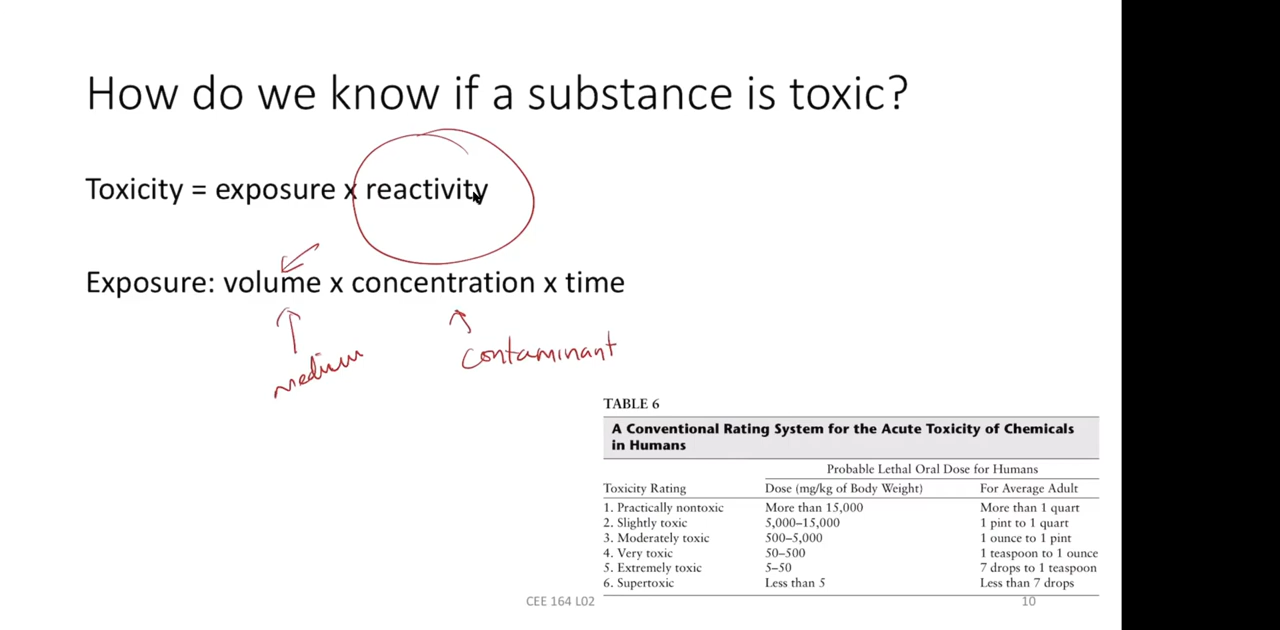 How do we know if a substance is toxic?
Toxicity = exposure x reactivity
Exposure: volume x concentration x time
medium
contaminant
TABLE 6
A Conventional Rating System for the Acute Toxicity of Chemicals
in Humans
Probable Lethal Oral Dose for Humans
Toxicity Rating Dose (mg/kg of Body Weight) For Average Adult
1. Practically nontoxic More than 15,000 More than 1 quart
2. Slightly toxic 5,000–15,000 1 pint to 1 quart
3. Moderately toxic 500–5,000 1 ounce to 1 pint
4. Very toxic 50–500 1 teaspoon to 1 ounce
5. Extremely toxic 5–50 7 drops to 1 teaspoon
6. Supertoxic Less than 5 Less than 7 drops
CEE 164 L02 10